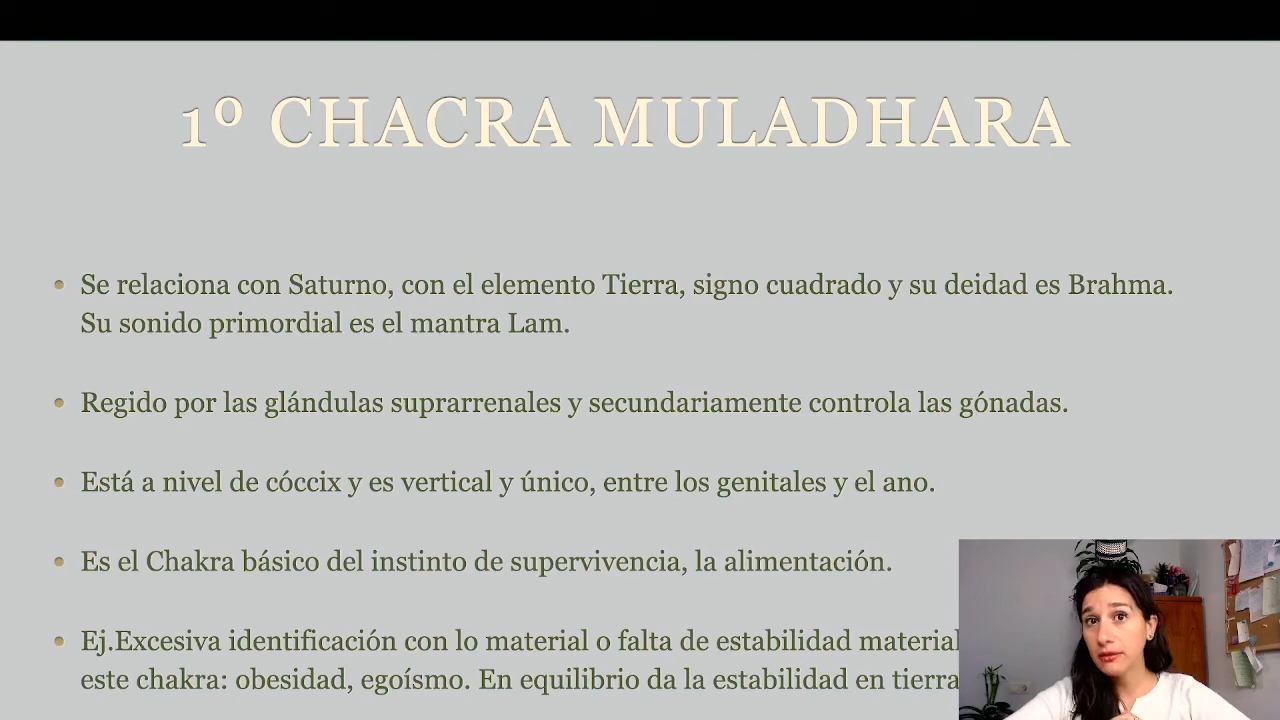 1º CHACRA MULADHARA
• Se relaciona con Saturno, con el elemento Tierra, signo cuadrado y su deidad es Brahma.
Su sonido primordial es el mantra Lam.
• Regido por las glándulas suprarrenales y secundariamente controla las gónadas.
• Está a nivel de cóccix y es vertical y único, entre los genitales y el ano.
• Es el Chakra básico del instinto de supervivencia, la alimentación.
• Ej.Excesiva identificación con lo material o falta de estabilidad material
este chakra: obesidad, egoísmo. En equilibrio da la estabilidad en tierra